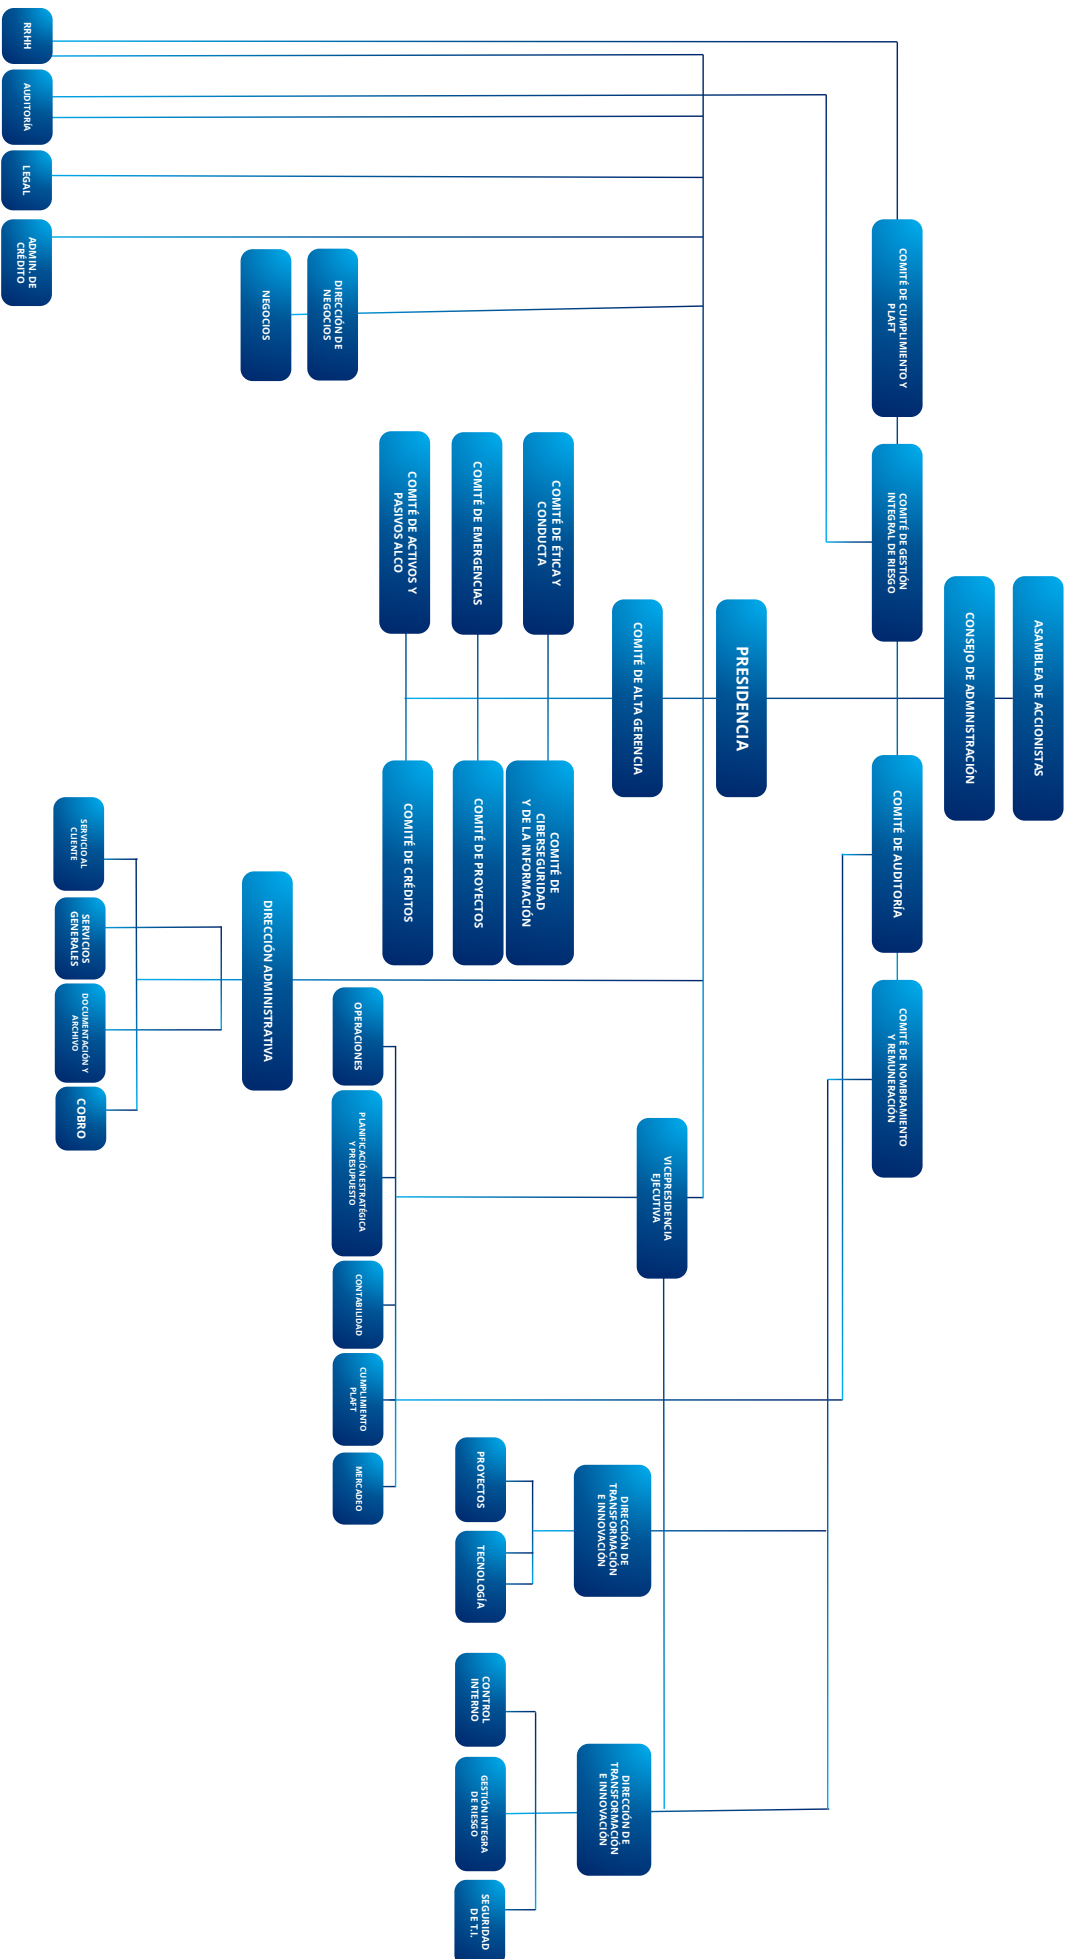 ASAMBLEA DE ACCIONISTAS
CONSEJO DE ADMINISTRACIÓN
COMITÉ DE CUMPLIMIENTO Y
PLAFT
COMITÉ DE GESTIÓN
INTEGRAL DE RIESGO
COMITÉ DE AUDITORÍA
COMITÉ DE NOMBRAMIENTO
Y REMUNERACIÓN
PRESIDENCIA
COMITÉ DE ALTA GERENCIA
VICEPRESIDENCIA
EJECUTIVA
COMITÉ DE ÉTICA Y
CONDUCTA
COMITÉ DE
CIBERSEGURIDAD
Y DE LA INFORMACIÓN
COMITÉ DE EMERGENCIAS
COMITÉ DE PROYECTOS
COMITÉ DE ACTIVOS Y
PASIVOS ALCO
COMITÉ DE CRÉDITOS
DIRECCIÓN DE
TRANSFORMACIÓN
E INNOVACIÓN
DIRECCIÓN DE
TRANSFORMACIÓN
E INNOVACIÓN
PROYECTOS
TECNOLOGÍA
CONTROL
INTERNO
GESTIÓN INTEGRA
DE RIESGO
SEGURIDAD
DE T.I.
DIRECCIÓN DE
NEGOCIOS
NEGOCIOS
OPERACIONES
PLANIFICACIÓN ESTRATÉGICA
Y PRESUPUESTO
CONTABILIDAD
CUMPLIMIENTO
PLAFT
MERCADEO
DIRECCIÓN ADMINISTRATIVA
SERVICIO AL
CLIENTE
SERVICIOS
GENERALES
DOCUMENTACIÓN Y
ARCHIVO
COBRO
RRHH
AUDITORÍA
LEGAL
ADMIN. DE
CRÉDITO